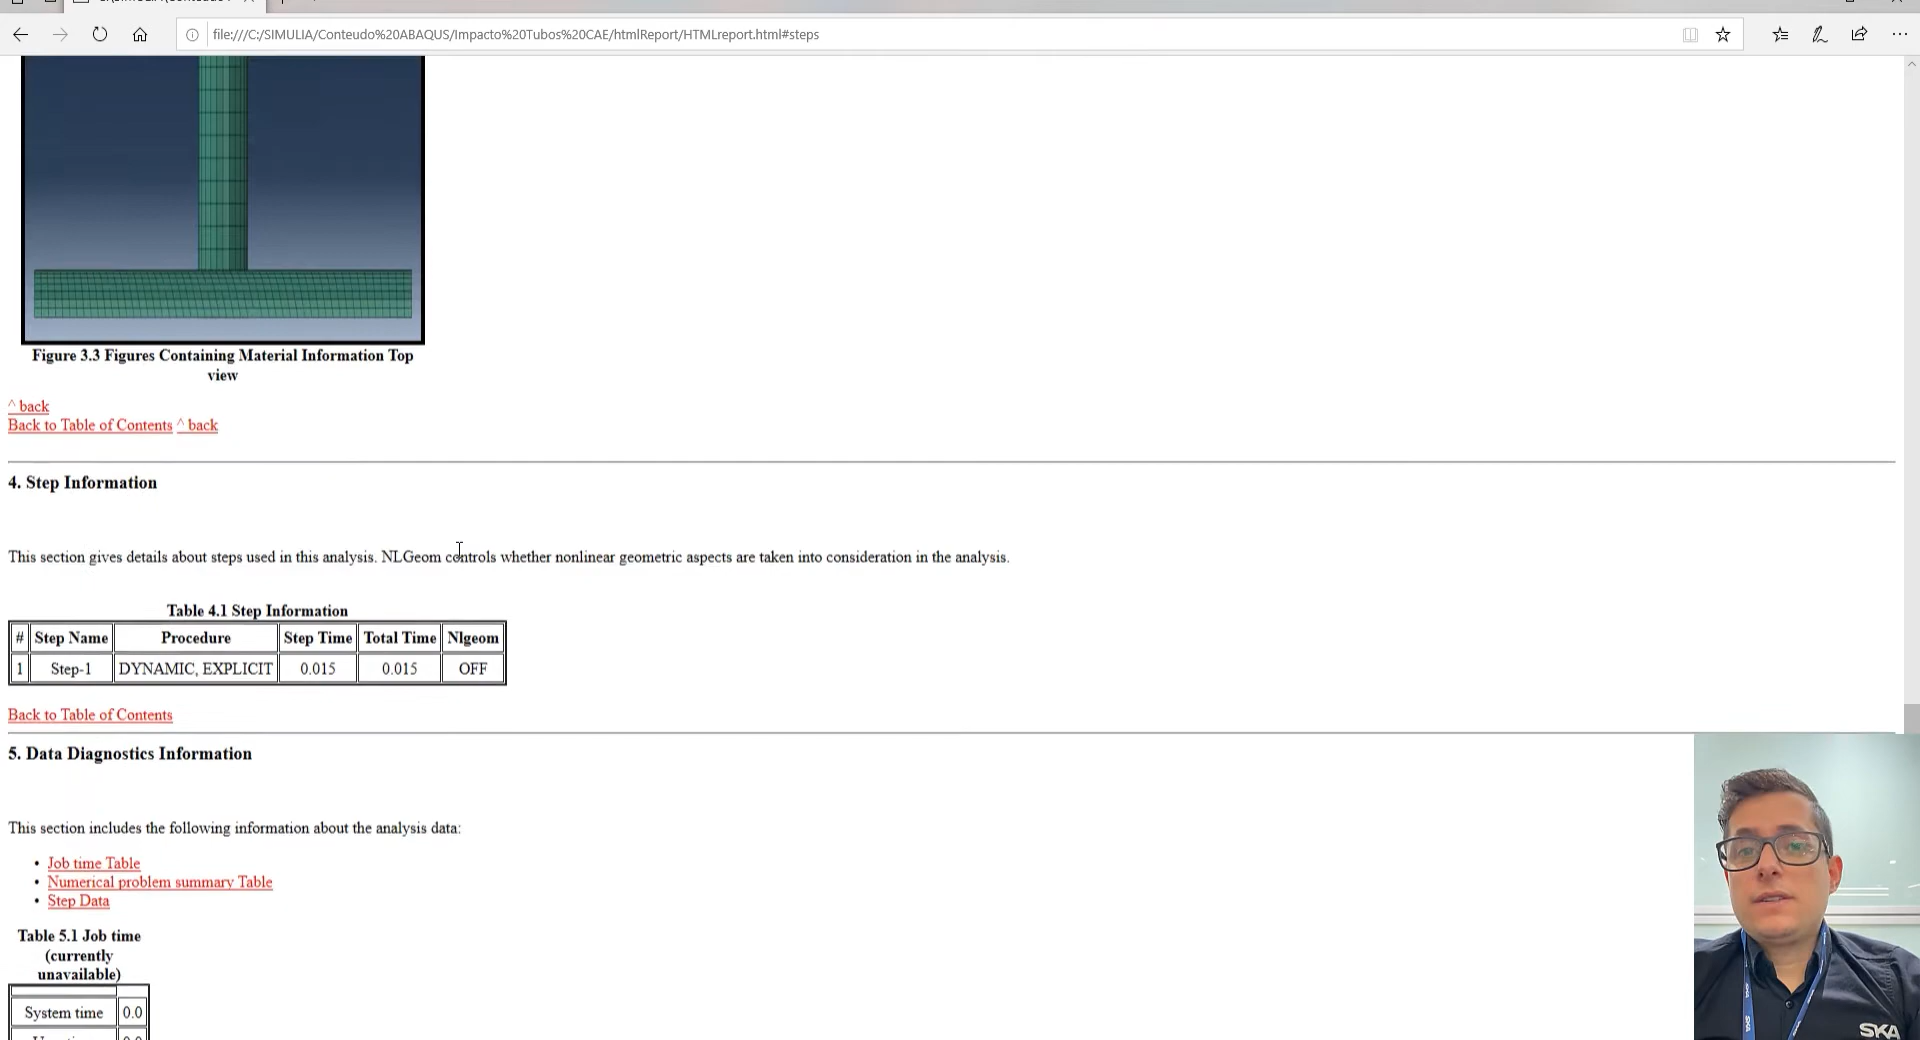 file:///C:/SIMULIA/Conteudo%20ABAQUS/Impacto%20Tubos%20CAE/htmlReport/HTMLreport.html#steps
Figure 3.3 Figures Containing Material Information Top
view
^ back
Back to Table of Contents ^ back
4. Step Information
This section gives details about steps used in this analysis. NLGeom controls whether nonlinear geometric aspects are taken into consideration in the analysis.
Table 4.1 Step Information
# Step Name Procedure Step Time Total Time Nlgeom
1 Step-1 DYNAMIC, EXPLICIT 0.015 0.015 OFF
Back to Table of Contents
5. Data Diagnostics Information
This section includes the following information about the analysis data:
• Job time Table
• Numerical problem summary Table
• Step Data
Table 5.1 Job time
(currently
unavailable)
System time 0.0
SKA